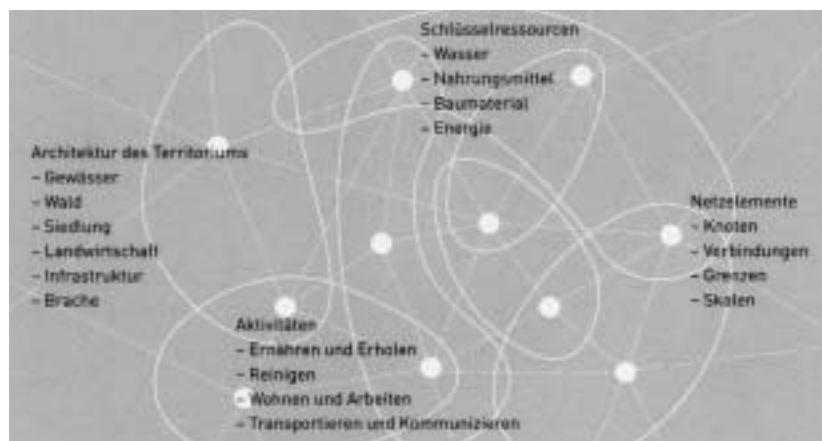 Schlüsselressourcen
– Wasser
– Nahrungsmittel
– Baumaterial
– Energie
Architektur des Territoriums
– Gewässer
– Wald
– Siedlung
– Landwirtschaft
– Infrastruktur
– Brache
Netzelemente
– Knoten
– Verbindungen
– Grenzen
– Skalen
Aktivitäten
– Ernähren und Erholen
– Reinigen
– Wohnen und Arbeiten
– Transportieren und Kommunizieren